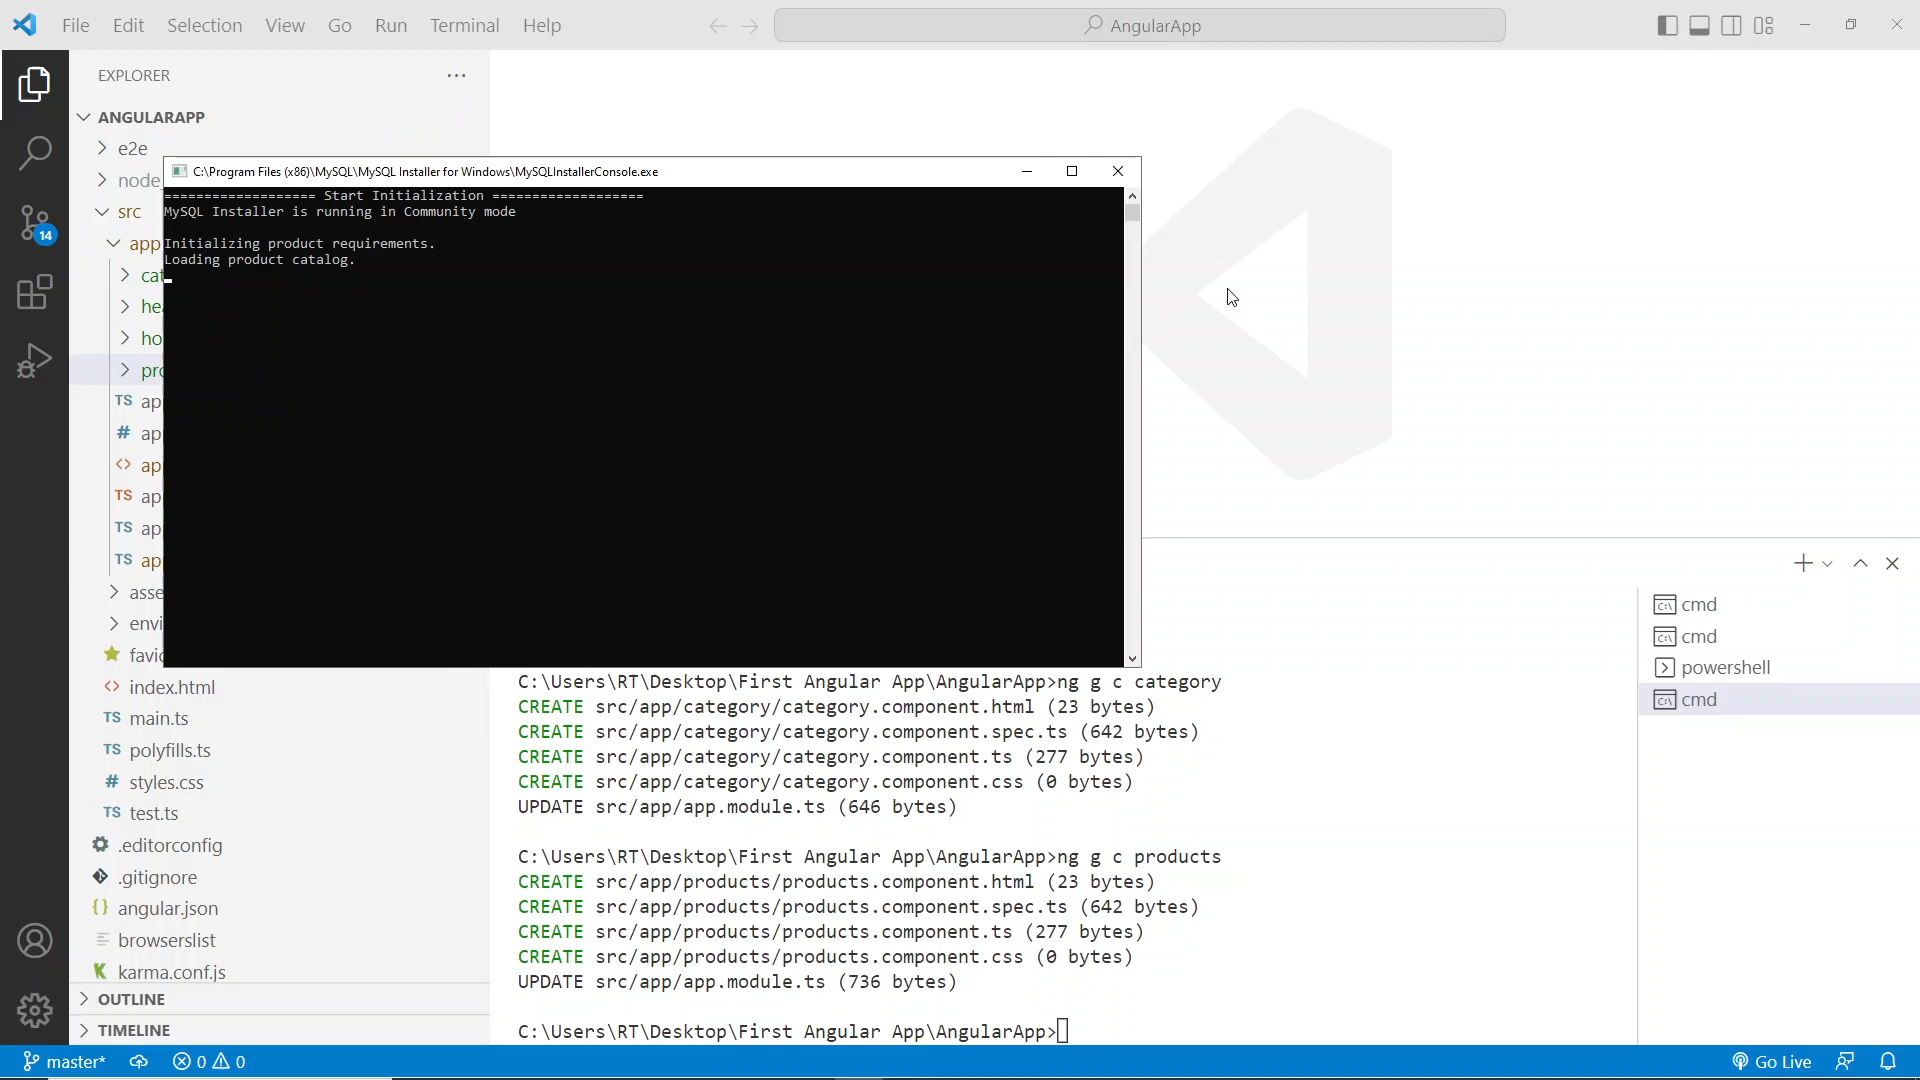 File Edit Selection View Go Run Terminal Help
AngularApp
EXPLORER
ANGULARAPP
e2e
node_
src
app
cat
hea
ho
pro
TS ap
# ap
<> ap
TS ap
TS ap
TS ap
asse
envi
favic
<> index.html
TS main.ts
TS polyfills.ts
# styles.css
TS test.ts
.editorconfig
.gitignore
{} angular.json
browserslist
K karma.conf.js
OUTLINE
TIMELINE
14
C:\Program Files (x86)\MySQL\MySQL Installer for Windows\MySQLInstallerConsole.exe
=================== Start Initialization ===================
MySQL Installer is running in Community mode
Initializing product requirements.
Loading product catalog.
C:\Users\RT\Desktop\First Angular App\AngularApp>ng g c category
CREATE src/app/category/category.component.html (23 bytes)
CREATE src/app/category/category.component.spec.ts (642 bytes)
CREATE src/app/category/category.component.ts (277 bytes)
CREATE src/app/category/category.component.css (0 bytes)
UPDATE src/app/app.module.ts (646 bytes)
C:\Users\RT\Desktop\First Angular App\AngularApp>ng g c products
CREATE src/app/products/products.component.html (23 bytes)
CREATE src/app/products/products.component.spec.ts (642 bytes)
CREATE src/app/products/products.component.ts (277 bytes)
CREATE src/app/products/products.component.css (0 bytes)
UPDATE src/app/app.module.ts (736 bytes)
C:\Users\RT\Desktop\First Angular App\AngularApp>
cmd
cmd
powershell
cmd
master* 0 0
Go Live